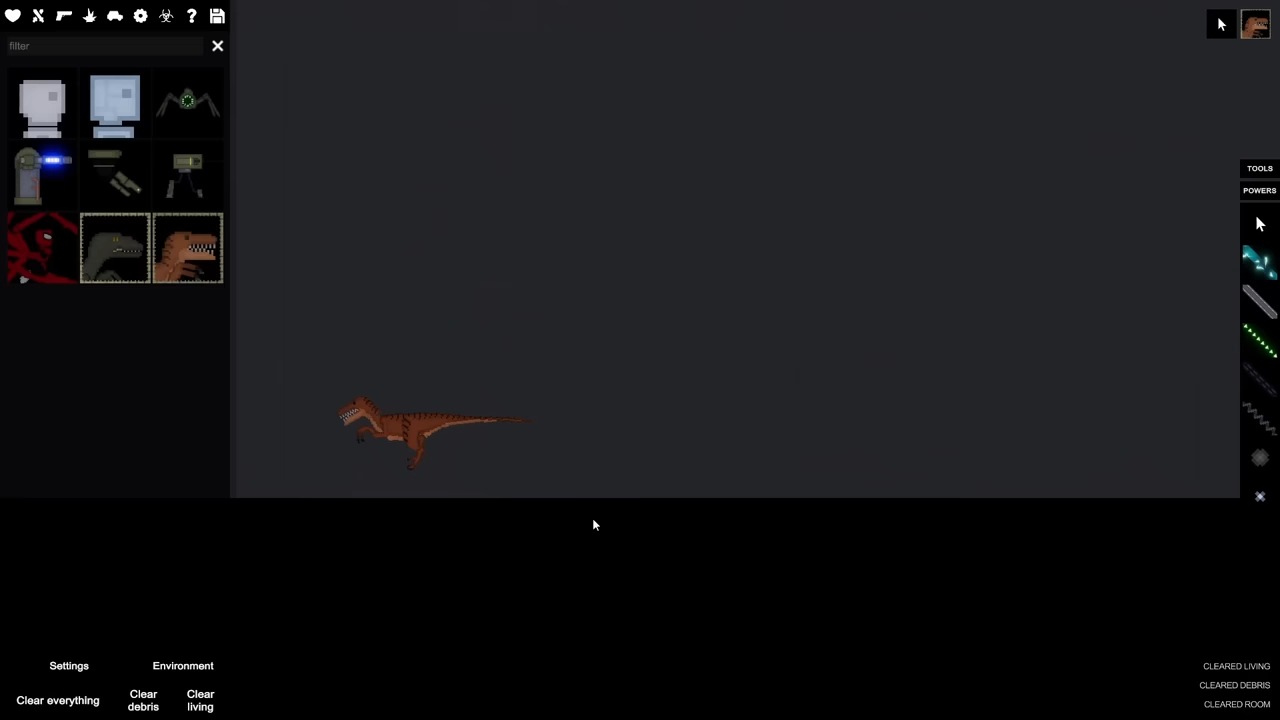 filter
TOOLS
POWERS
Settings
Environment
Clear everything
Clear
debris
Clear
living
CLEARED LIVING
CLEARED DEBRIS
CLEARED ROOM